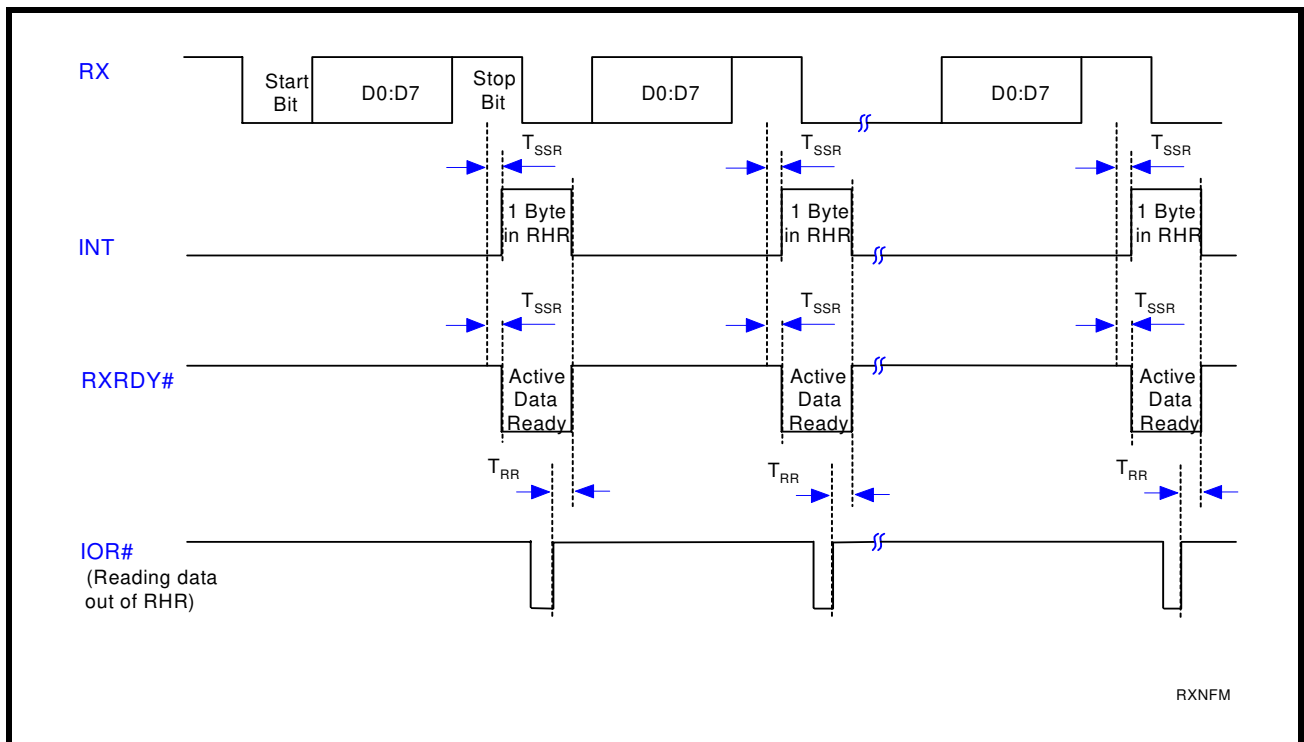 RX
Start
Bit
D0:D7
Stop
Bit
D0:D7
D0:D7
TSSR
TSSR
TSSR
INT
1 Byte
in RHR
1 Byte
in RHR
1 Byte
in RHR
TSSR
TSSR
TSSR
RXRDY#
Active
Data
Ready
Active
Data
Ready
Active
Data
Ready
TRR
TRR
TRR
IOR#
(Reading data
out of RHR)
RXNFM